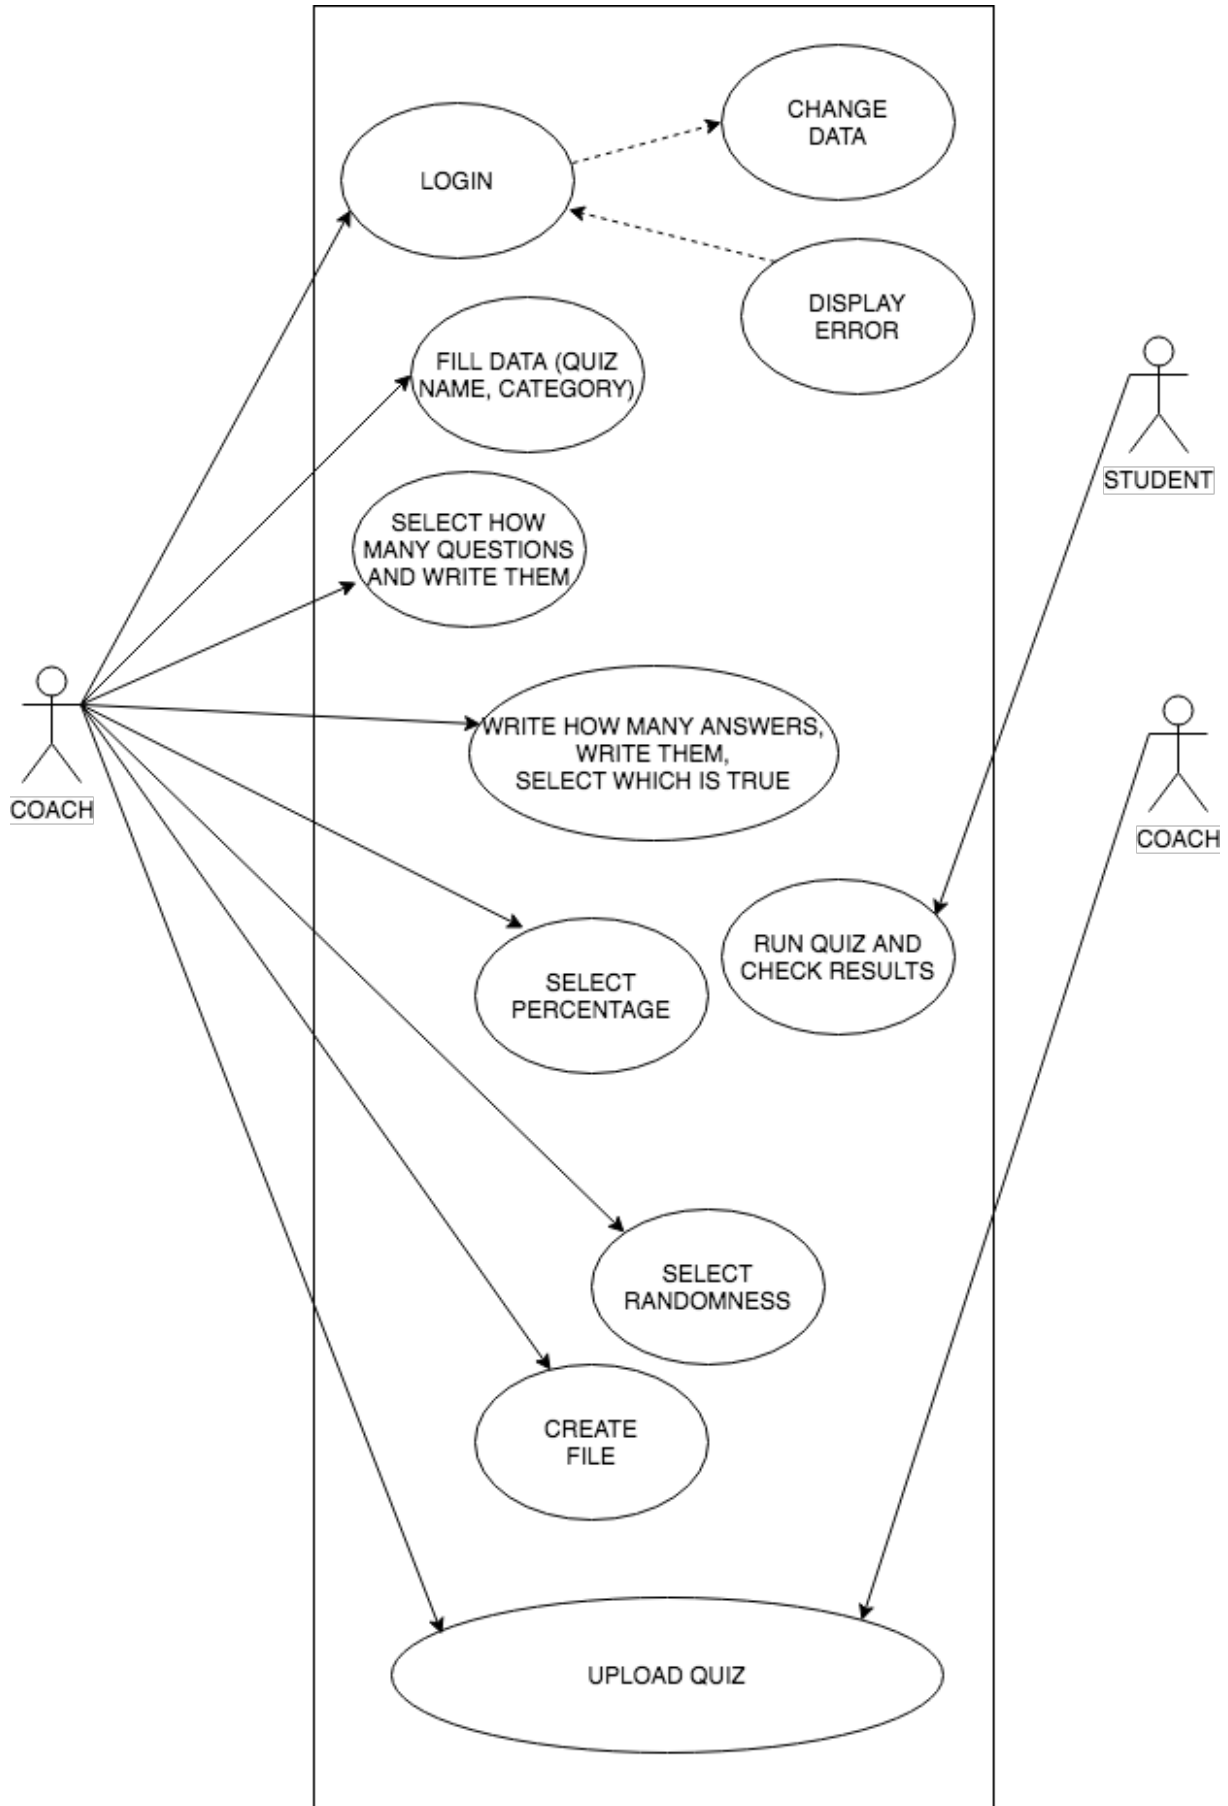 CHANGE
DATA
LOGIN
DISPLAY
ERROR
FILL DATA (QUIZ
NAME, CATEGORY)
STUDENT
SELECT HOW
MANY QUESTIONS
AND WRITE THEM
WRITE HOW MANY ANSWERS,
WRITE THEM,
SELECT WHICH IS TRUE
COACH
COACH
RUN QUIZ AND
CHECK RESULTS
SELECT
PERCENTAGE
SELECT
RANDOMNESS
CREATE
FILE
UPLOAD QUIZ